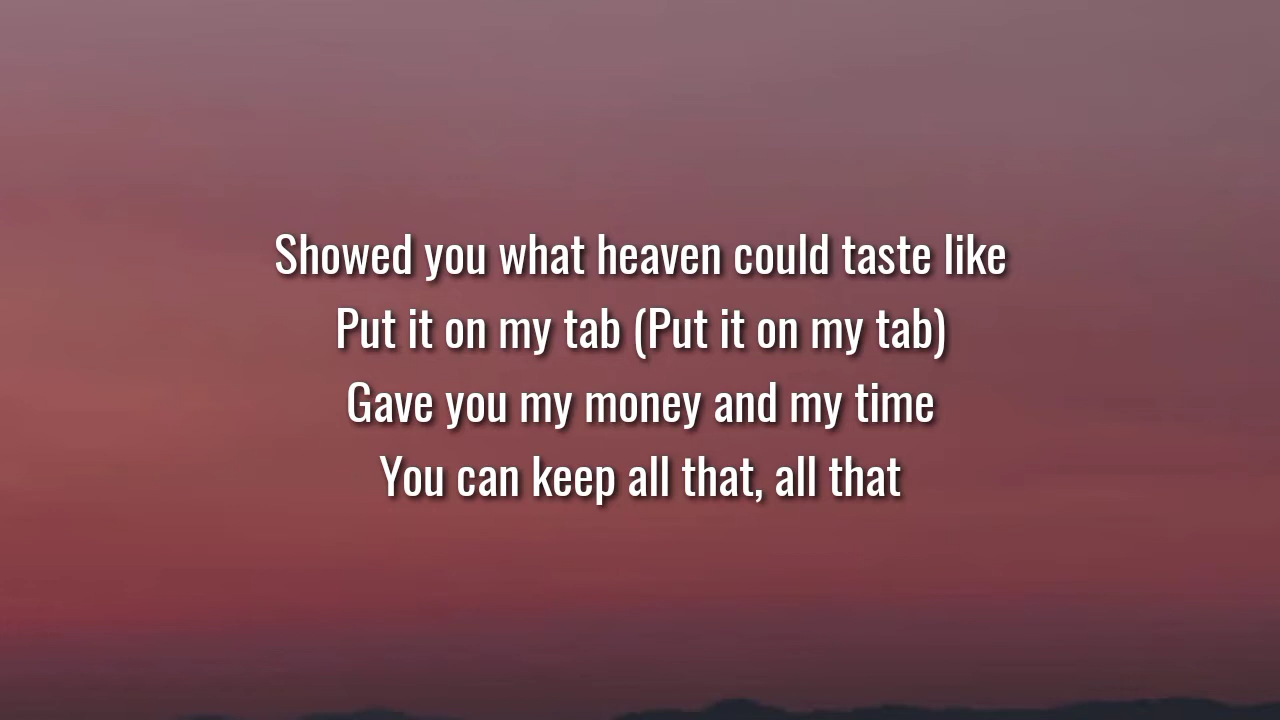 Showed you what heaven could taste like
Put it on my tab (Put it on my tab)
Gave you my money and my time
You can keep all that, all that